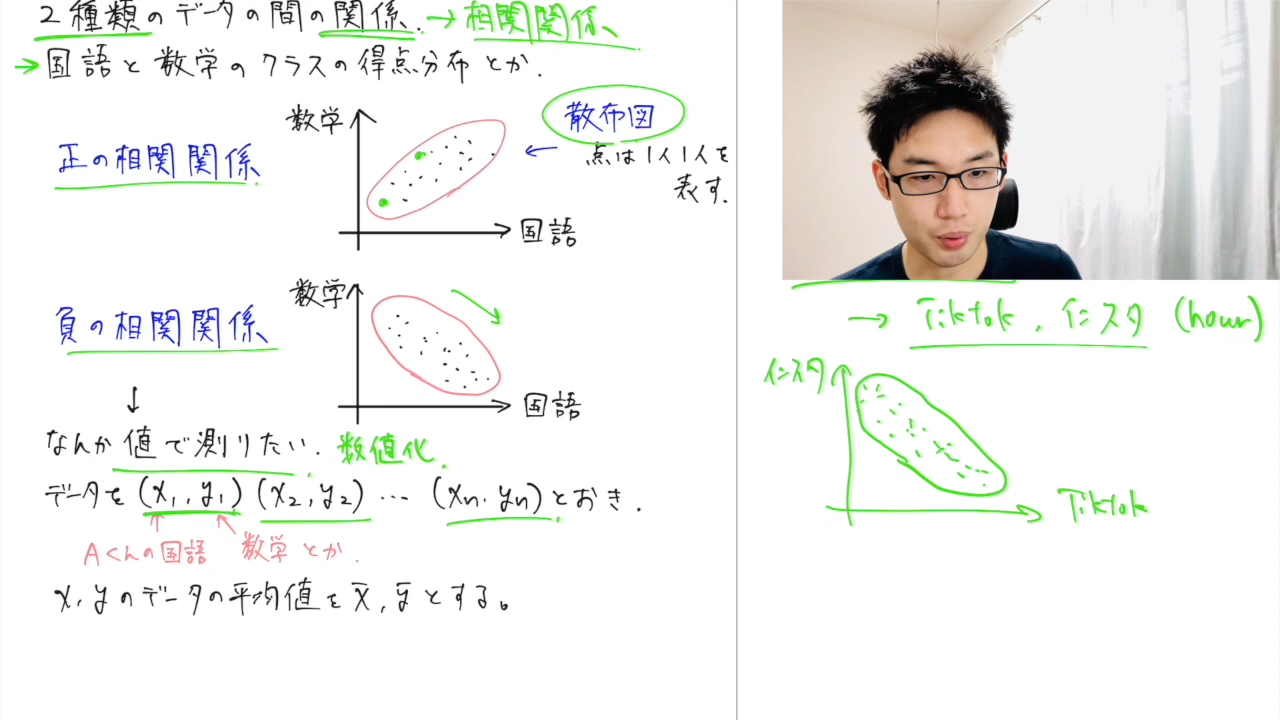 2種類のデータの間の関係. → 相関関係
→ 国語と数学のクラスの得点分布とか.
数学
散布図
正の相関関係
← 点は1人1人を
表す.
国語
数学
負の相関関係
国語
↓
なんか値で測りたい. 数値化.
データを(x1, y1) (x2, y2) … (xn. yn)とおき.
Aくんの国語 数学とか.
x, yのデータの平均値をx̄, ȳとする。
→ Tiktok, インスタ (hour)
インスタ
Tiktok